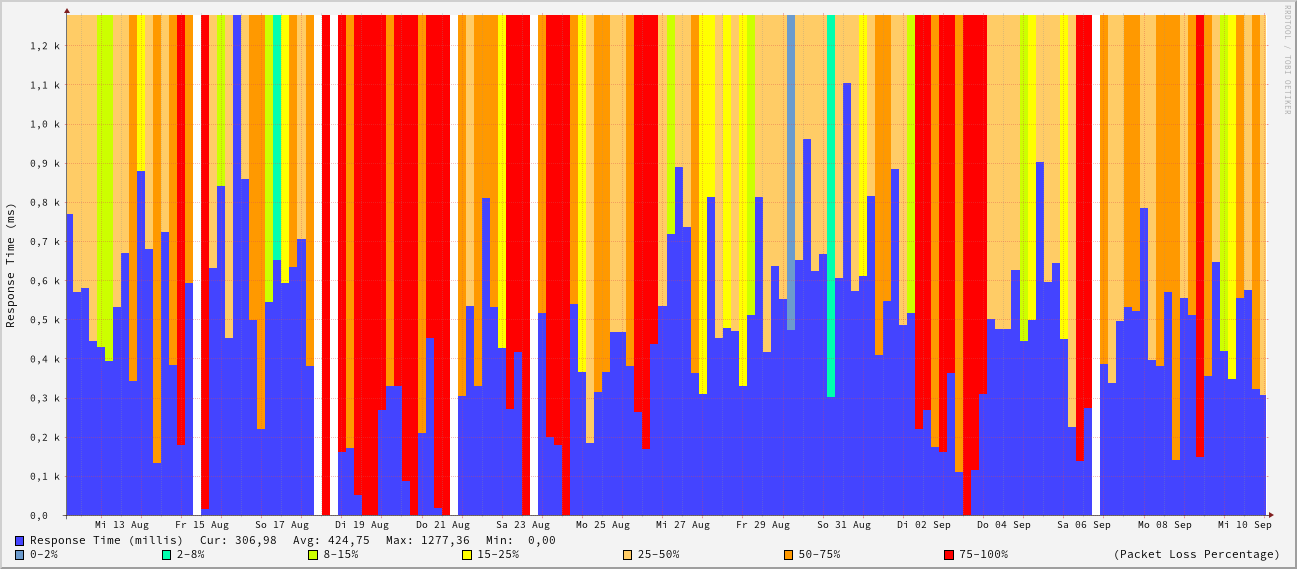 RRDTOOL / TOBI OETIKER
Response Time (ms)
1,2 k
1,1 k
1,0 k
0,9 k
0,8 k
0,7 k
0,6 k
0,5 k
0,4 k
0,3 k
0,2 k
0,1 k
0,0
Mi 13 Aug Fr 15 Aug So 17 Aug Di 19 Aug Do 21 Aug Sa 23 Aug Mo 25 Aug Mi 27 Aug Fr 29 Aug So 31 Aug Di 02 Sep Do 04 Sep Sa 06 Sep Mo 08 Sep Mi 10 Sep
Response Time (millis) Cur: 306,98 Avg: 424,75 Max: 1277,36 Min: 0,00
0-2% 2-8% 8-15% 15-25% 25-50% 50-75% 75-100% (Packet Loss Percentage)